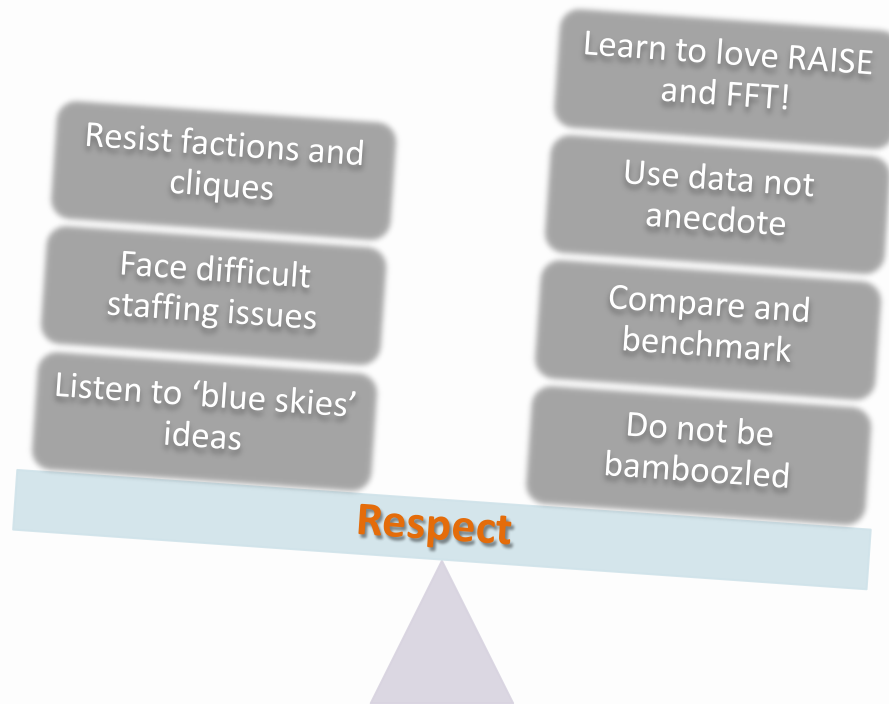 Resist factions and
cliques
Face difficult
staffing issues
Listen to ‘blue skies’
ideas
Learn to love RAISE
and FFT!
Use data not
anecdote
Compare and
benchmark
Do not be
bamboozled
Respect